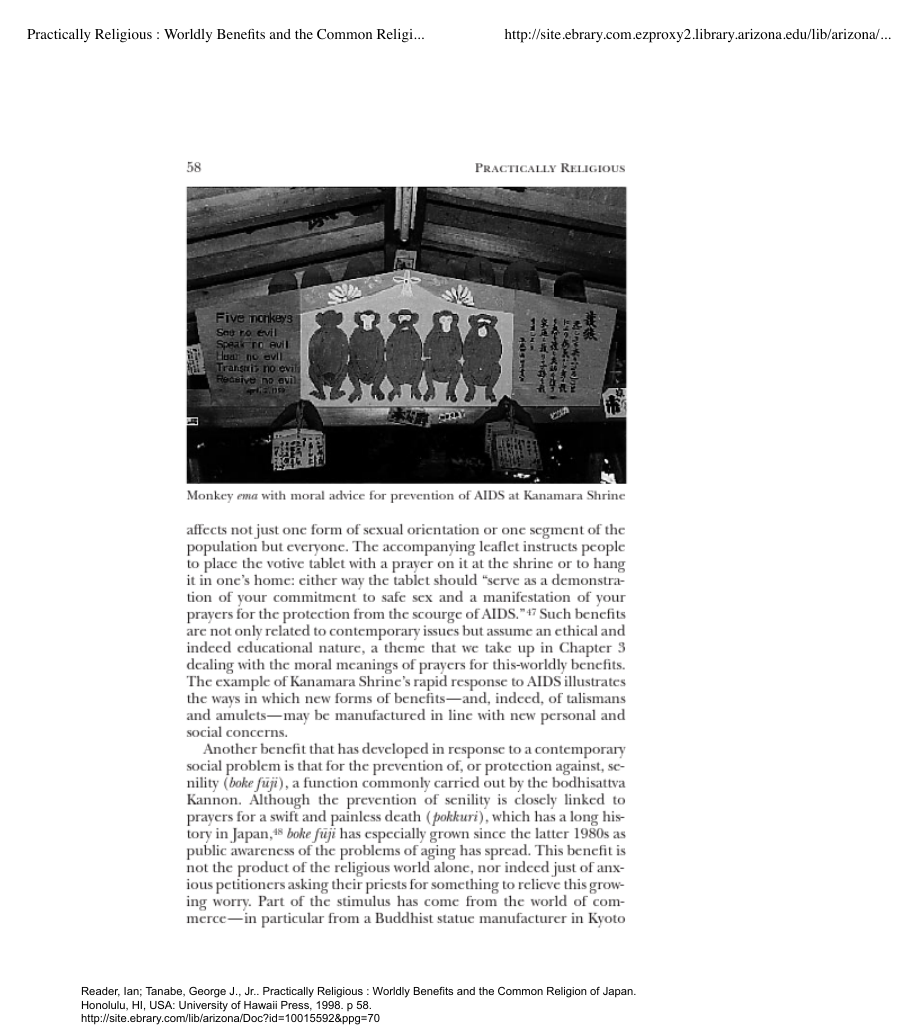 Practically Religious : Worldly Benefits and the Common Religi...
http://site.ebrary.com.ezproxy2.library.arizona.edu/lib/arizona/...
58
PRACTICALLY RELIGIOUS
Five monkeys
See no evil
Speak no evil
Hear no evil
Transmis no evil
Receive no evil
Monkey ema with moral advice for prevention of AIDS at Kanamara Shrine
affects not just one form of sexual orientation or one segment of the
population but everyone. The accompanying leaflet instructs people
to place the votive tablet with a prayer on it at the shrine or to hang
it in one's home: either way the tablet should “serve as a demonstra-
tion of your commitment to safe sex and a manifestation of your
prayers for the protection from the scourge of AIDS.”47 Such benefits
are not only related to contemporary issues but assume an ethical and
indeed educational nature, a theme that we take up in Chapter 3
dealing with the moral meanings of prayers for this-worldly benefits.
The example of Kanamara Shrine's rapid response to AIDS illustrates
the ways in which new forms of benefits—and, indeed, of talismans
and amulets—may be manufactured in line with new personal and
social concerns.
Another benefit that has developed in response to a contemporary
social problem is that for the prevention of, or protection against, se-
nility (boke fūji), a function commonly carried out by the bodhisattva
Kannon. Although the prevention of senility is closely linked to
prayers for a swift and painless death (pokkuri), which has a long his-
tory in Japan,48 boke fūji has especially grown since the latter 1980s as
public awareness of the problems of aging has spread. This benefit is
not the product of the religious world alone, nor indeed just of anx-
ious petitioners asking their priests for something to relieve this grow-
ing worry. Part of the stimulus has come from the world of com-
merce—in particular from a Buddhist statue manufacturer in Kyoto
Reader, Ian; Tanabe, George J., Jr.. Practically Religious : Worldly Benefits and the Common Religion of Japan.
Honolulu, HI, USA: University of Hawaii Press, 1998. p 58.
http://site.ebrary.com/lib/arizona/Doc?id=10015592&ppg=70